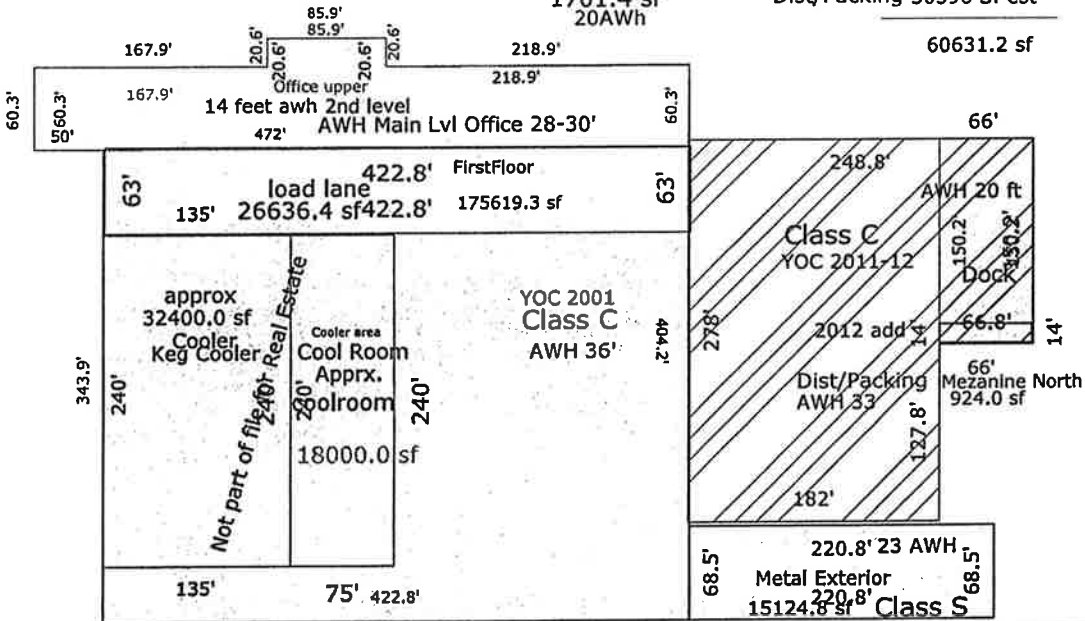 1701.4 sf
20AWh
60631.2 sf
85.9'
85.9'
167.9'
20.6'
20.6'
20.6'
20.6'
218.9'
218.9'
60.3'
60.3'
167.9'
Office upper
14 feet awh 2nd level
AWH Main Lvl Office 28-30'
60.3'
50'
472'
66'
63'
422.8' FirstFloor
load lane
135' 26636.4 sf 422.8' 175619.3 sf
63'
248.8'
AWH 20 ft
Class C
YOC 2011-12
150.2
150.2'
Dock
approx
32400.0 sf
Cooler
Keg Cooler
Not part of file for Real Estate
Cooler area
Cool Room
Apprx.
coolroom
18000.0 sf
YOC 2001
Class C
AWH 36'
343.9'
240'
240'
240'
404.2'
278'
2012 add
14'
66.8'
14'
66'
Mezanine North
924.0 sf
Dist/Packing
AWH 33
127.8'
182'
135'
75' 422.8'
68.5'
220.8' 23 AWH
68.5'
Metal Exterior
220.8'
15124.8 sf Class S